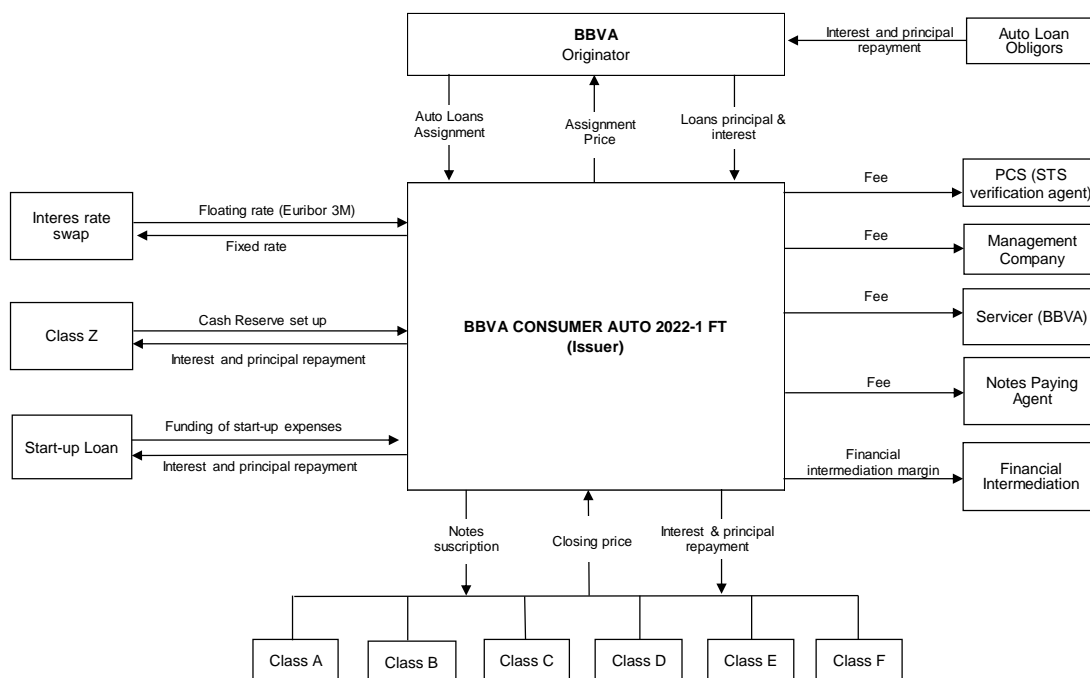 BBVA
Originator
Interest and principal
repayment
Auto Loan
Obligors
Auto Loans
Assignment
Assignment
Price
Loans principal &
interest
Interes rate
swap
Floating rate (Euribor 3M)
Fixed rate
Class Z
Cash Reserve set up
Interest and principal repayment
Start-up Loan
Funding of start-up expenses
Interest and principal repayment
BBVA CONSUMER AUTO 2022-1 FT
(Issuer)
Fee
PCS (STS
verification agent)
Fee
Management
Company
Fee
Servicer (BBVA)
Fee
Notes Paying
Agent
Financial
intermediation margin
Financial
Intermediation
Notes
suscription
Closing price
Interest & principal
repayment
Class A
Class B
Class C
Class D
Class E
Class F